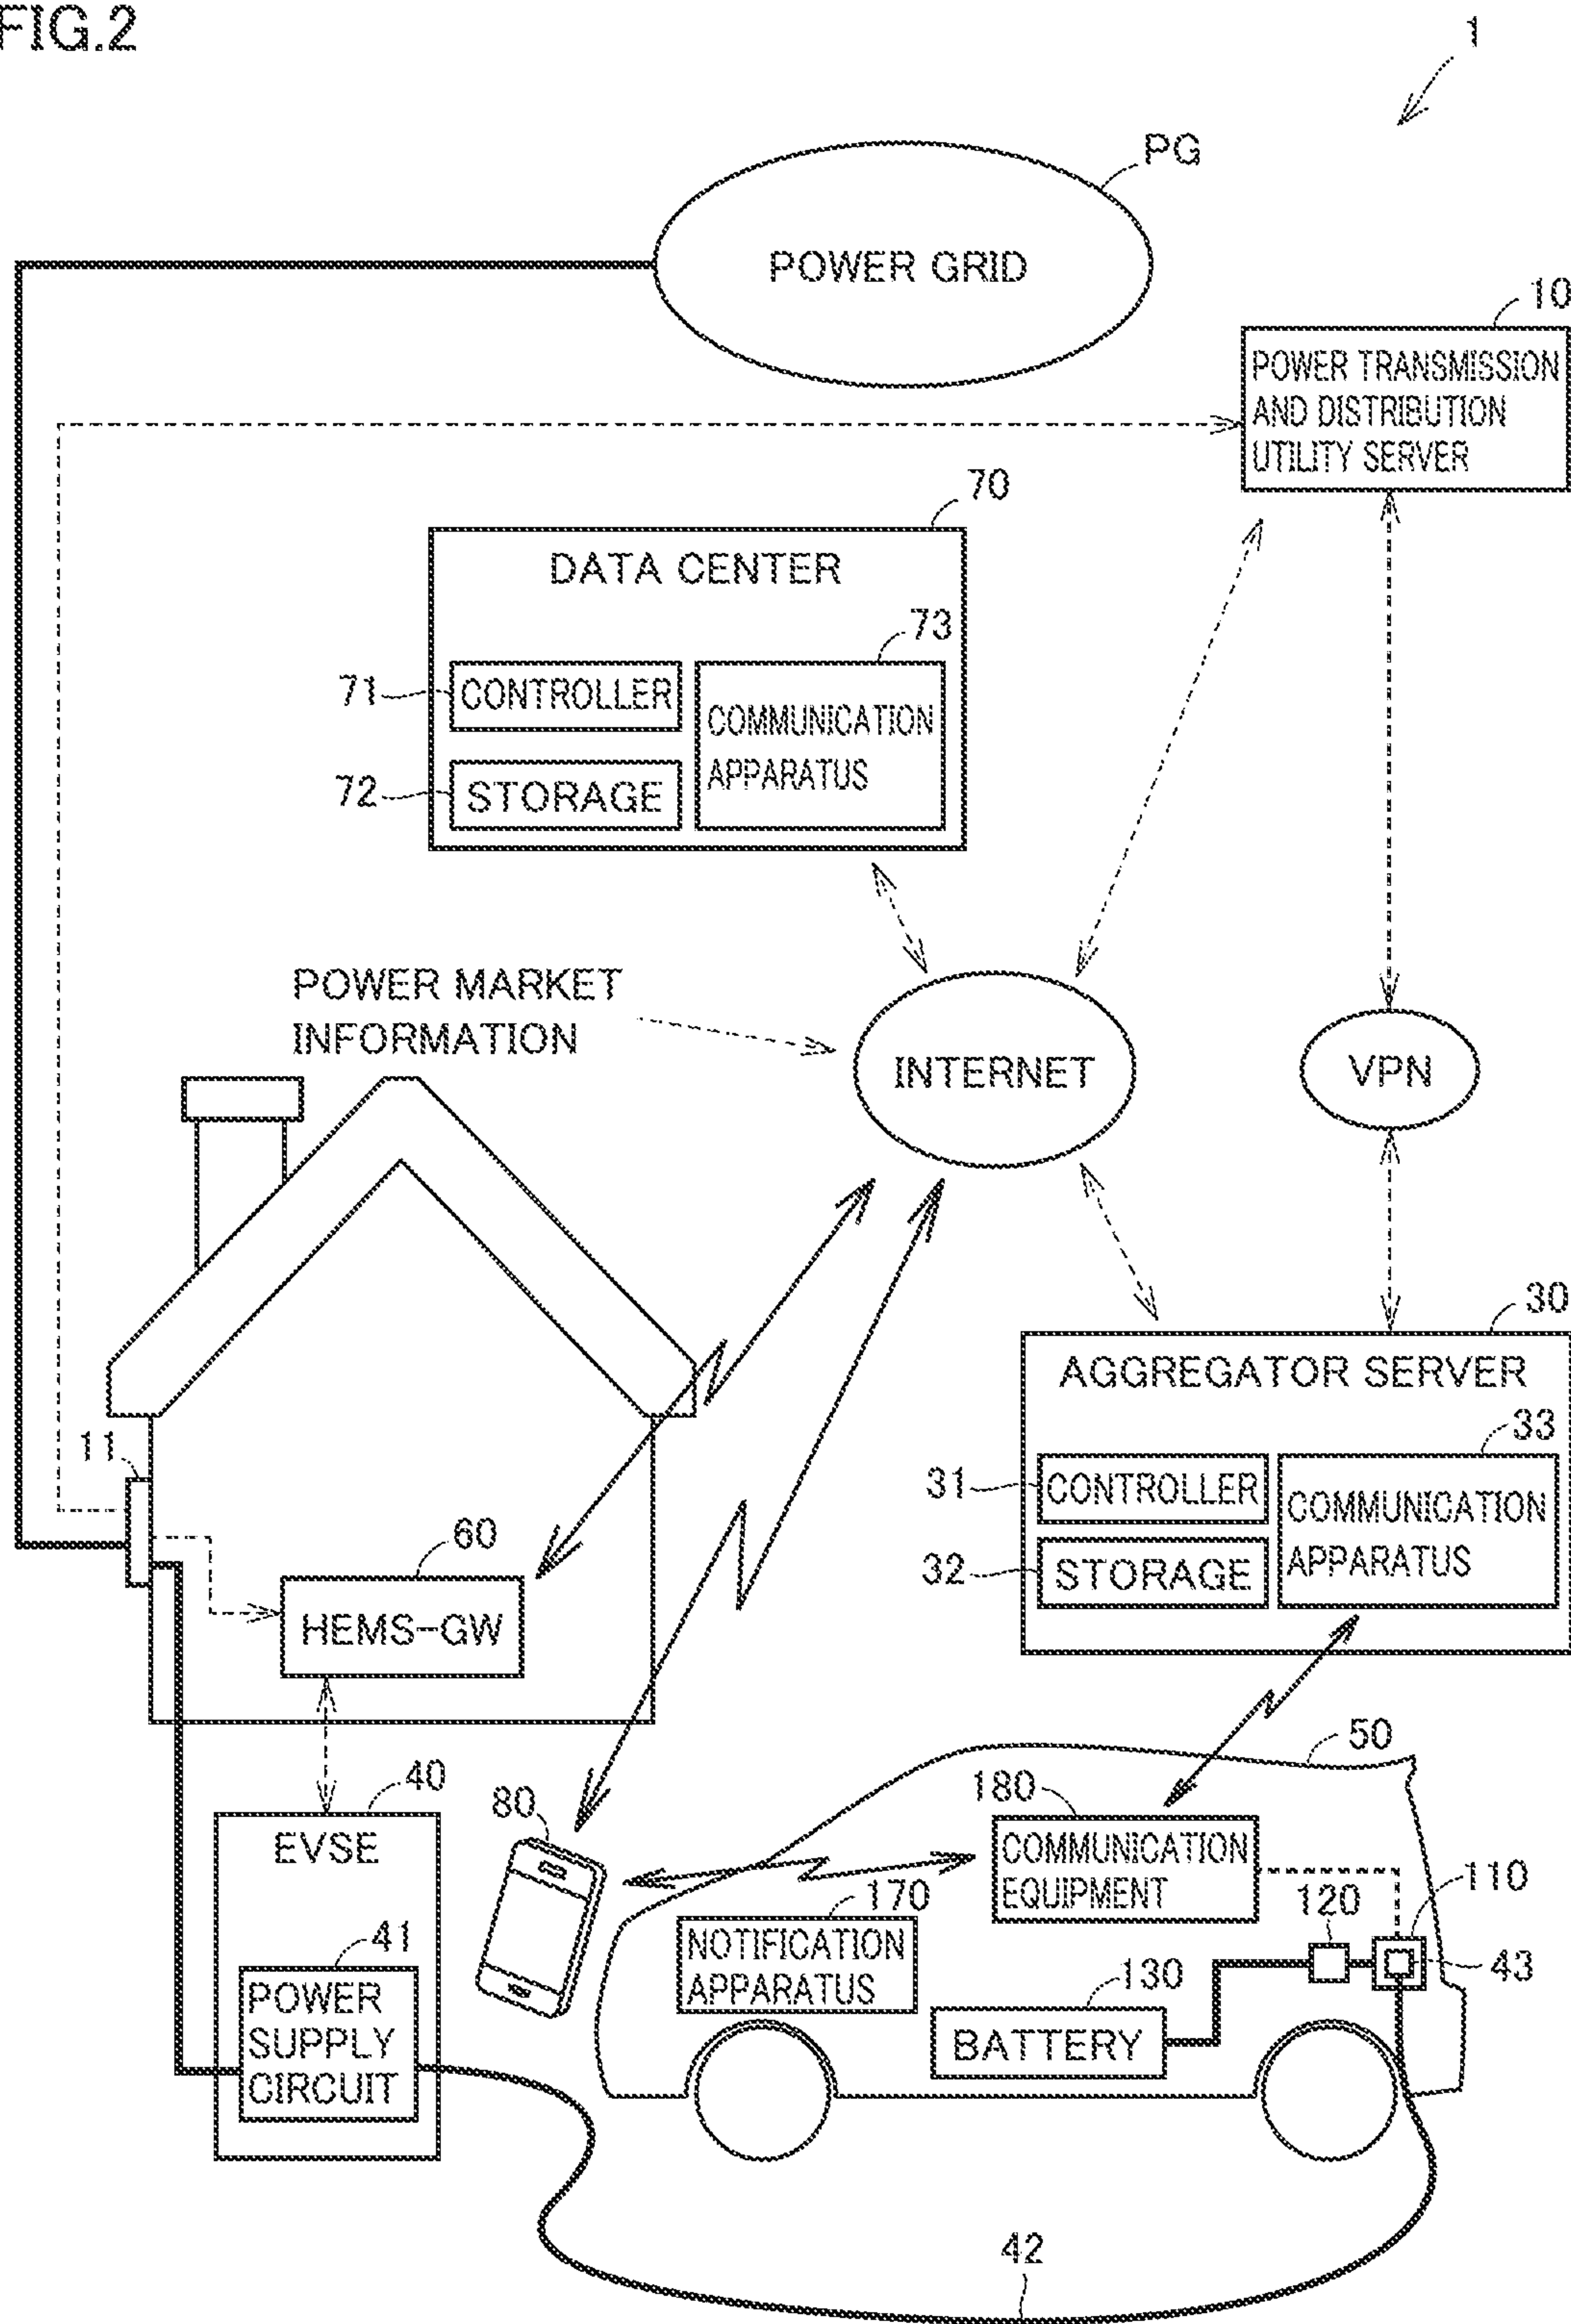 FIG.2
1
PG
POWER GRID
10
POWER TRANSMISSION
AND DISTRIBUTION
UTILITY SERVER
70
DATA CENTER
73
71
CONTROLLER
COMMUNICATION
APPARATUS
72
STORAGE
POWER MARKET
INFORMATION
INTERNET
VPN
30
AGGREGATOR SERVER
33
31
CONTROLLER
COMMUNICATION
APPARATUS
32
STORAGE
11
60
HEMS-GW
40
EVSE
41
POWER
SUPPLY
CIRCUIT
80
50
180
COMMUNICATION
EQUIPMENT
170
NOTIFICATION
APPARATUS
120
110
43
130
BATTERY
42